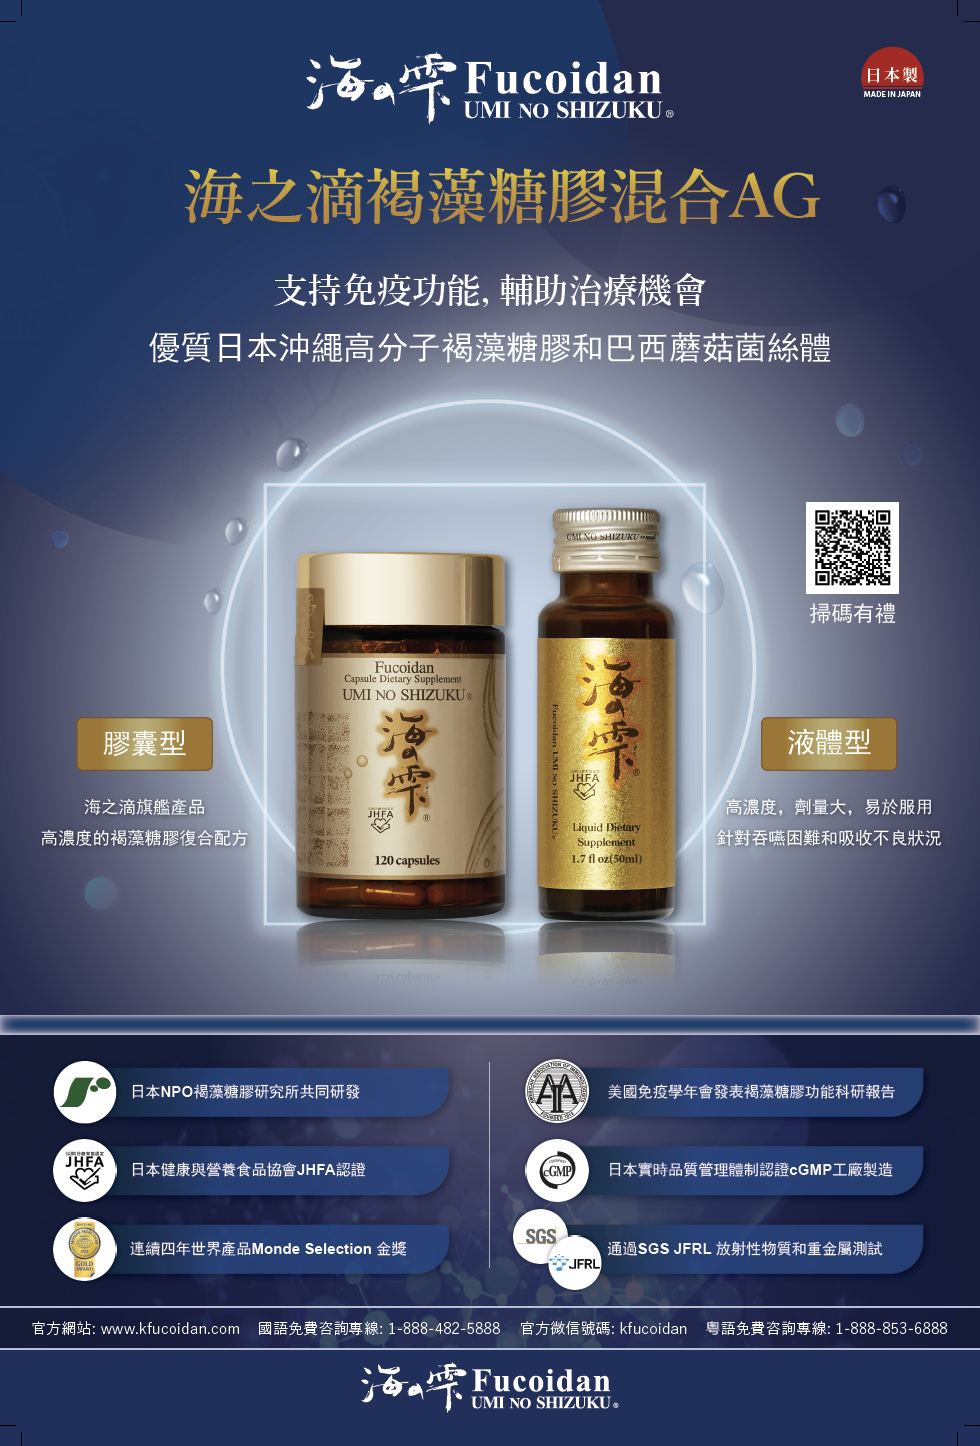 海の雫 Fucoidan
UMI NO SHIZUKU®
日本製
MADE IN JAPAN
海之滴褐藻糖膠混合AG
支持免疫功能, 輔助治療機會
優質日本沖繩高分子褐藻糖膠和巴西蘑菇菌絲體
掃碼有禮
UMI NO SHIZUKU
Fucoidan
Capsule Dietary Supplement
UMI NO SHIZUKU®
海の雫®
JHFA
120 capsules
海の雫®
Fucoidan UMI NO SHIZUKU®
JHFA
Liquid Dietary
Supplement
1.7 fl oz(50ml)
膠囊型
海之滴旗艦產品
高濃度的褐藻糖膠復合配方
液體型
高濃度，劑量大，易於服用
針對吞嚥困難和吸收不良狀況
日本NPO褐藻糖膠研究所共同研發
美國免疫學年會發表褐藻糖膠功能科研報告
JHFA
日本健康與營養食品協會JHFA認證
cGMP
日本實時品質管理體制認證cGMP工廠製造
GOLD
AWARD
連續四年世界產品Monde Selection 金獎
SGS
JFRL
通過SGS JFRL 放射性物質和重金屬測試
官方網站: www.kfucoidan.com 國語免費咨詢專線: 1-888-482-5888 官方微信號碼: kfucoidan 粵語免費咨詢專線: 1-888-853-6888
海の雫 Fucoidan
UMI NO SHIZUKU®